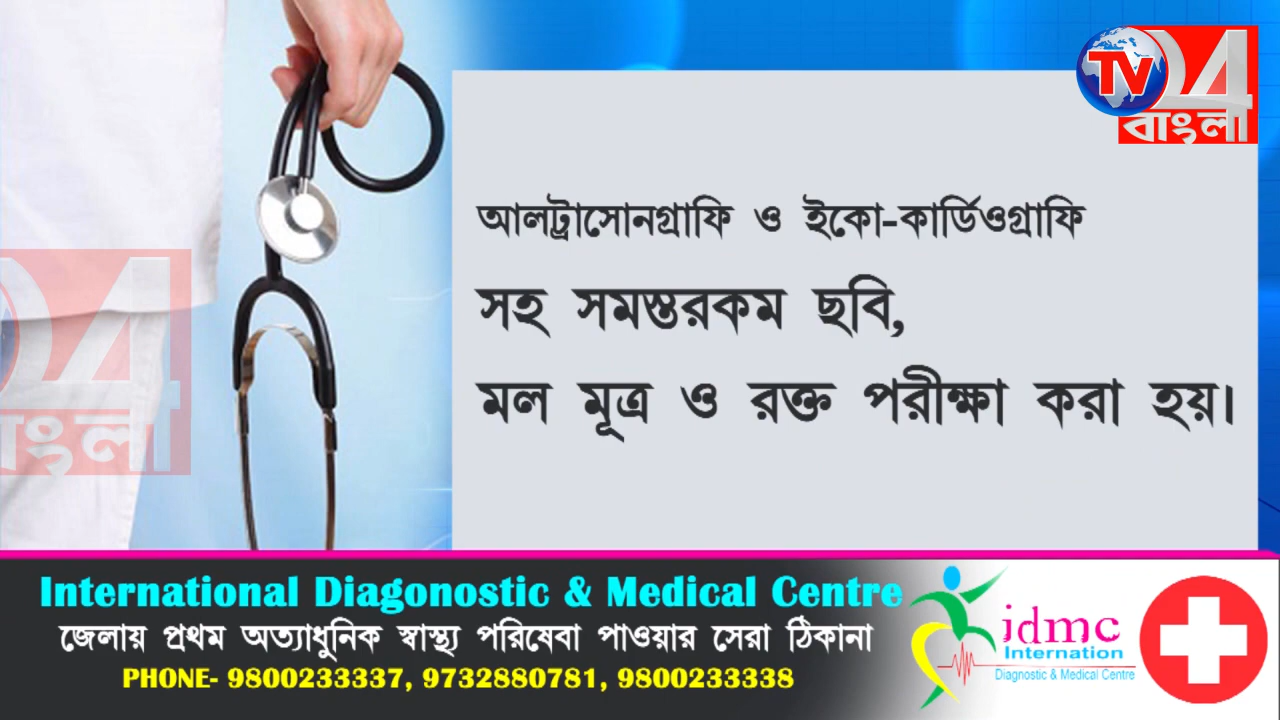 TV 24
বাংলা
আলট্রাসোনগ্রাফি ও ইকো-কার্ডিওগ্রাফি
সহ সমস্তরকম ছবি,
মল মূত্র ও রক্ত পরীক্ষা করা হয়।
24
বাংলা
International Diagonostic & Medical Centre
জেলায় প্রথম অত্যাধুনিক স্বাস্থ্য পরিষেবা পাওয়ার সেরা ঠিকানা
PHONE- 9800233337, 9732880781, 9800233338
idmc
Internation
Diagnostic & Medical Centre